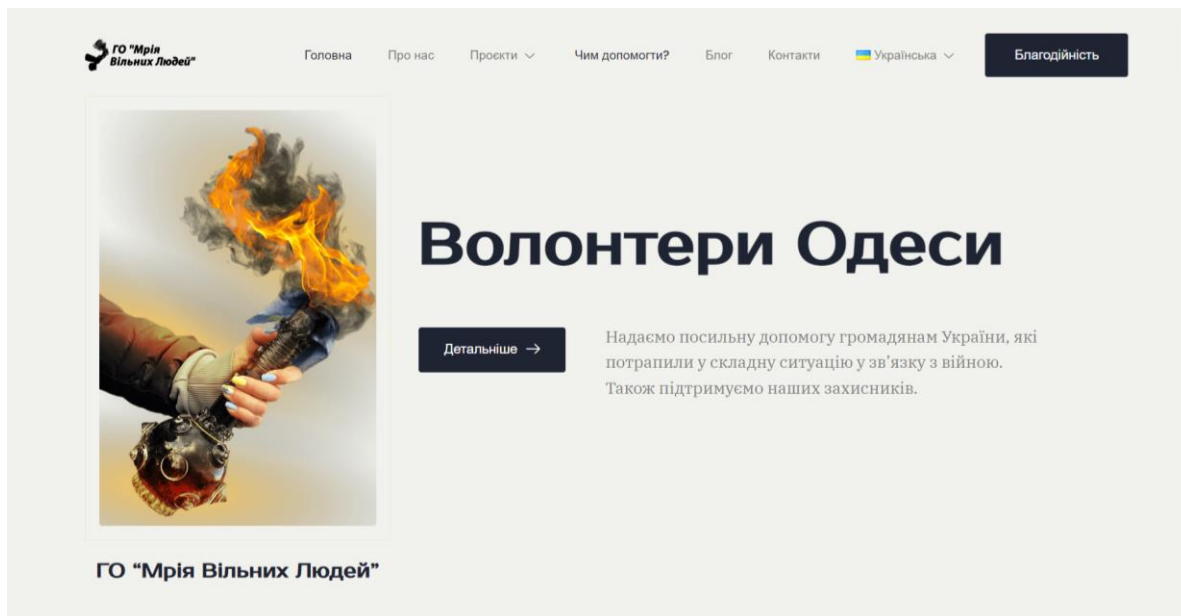 ГО "Мрія
Вільних Людей"
Головна
Про нас
Проєкти
Чим допомогти?
Блог
Контакти
Українська
Благодійність
Волонтери Одеси
Детальніше →
Надаємо посильну допомогу громадянам України, які
потрапили у складну ситуацію у зв’язку з війною.
Також підтримуємо наших захисників.
ГО “Мрія Вільних Людей”